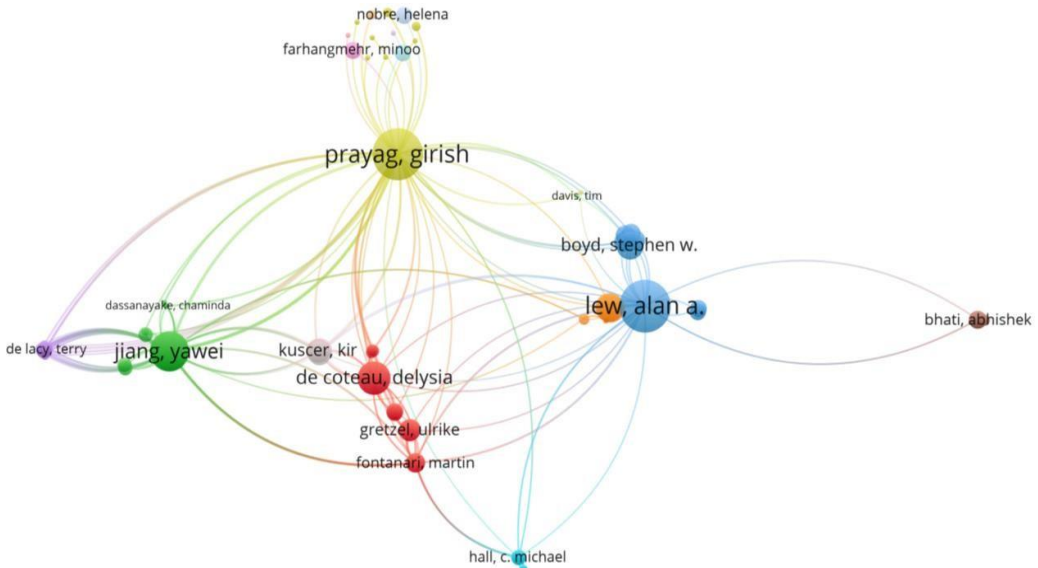 nobre, helena
farhangmehr, minoo
prayag, girish
davis, tim
boyd, stephen w.
dassanayake, chaminda
lew, alan a.
bhati, abhishek
de lacy, terry
jiang, yawei
kuscer, kir
de coteau, delysia
gretzel, ulrike
fontanari, martin
hall, c. michael